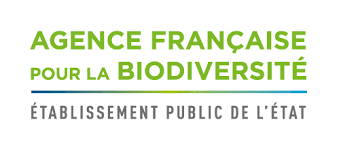 AGENCE FRANÇAISE
POUR LA BIODIVERSITÉ
ÉTABLISSEMENT PUBLIC DE L'ÉTAT